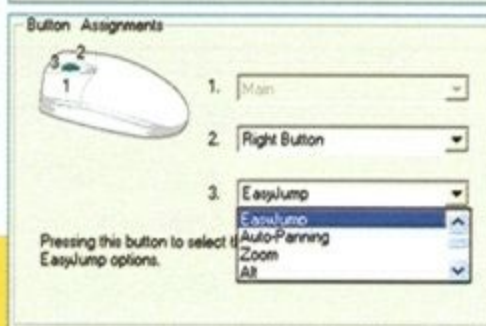 Button Assignments
3 2
1
1. Main
2. Right Button
3. EasyJump
EasyJump
Auto-Panning
Zoom
Alt
Pressing this button to select t
EasyJump options.